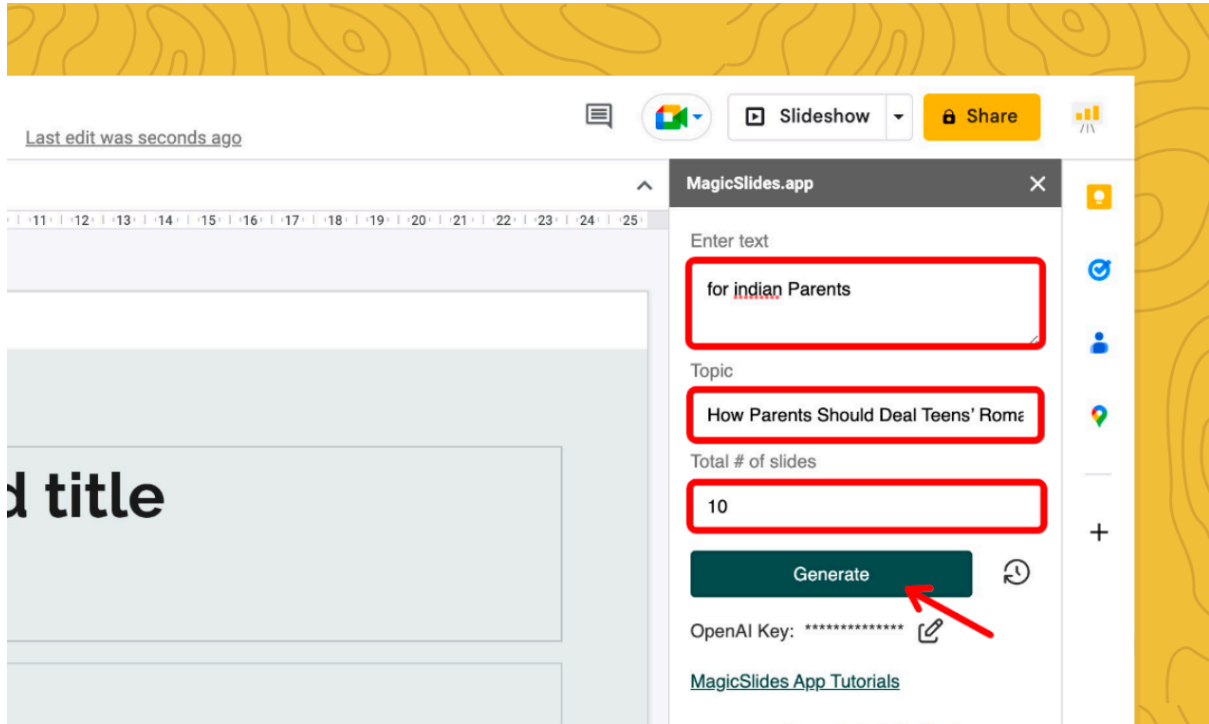 Slideshow
Share
Last edit was seconds ago
MagicSlides.app
11 12 13 14 15 16 17 18 19 20 21 22 23 24 25
Enter text
for indian Parents
Topic
How Parents Should Deal Teens’ Roma
Total # of slides
10
d title
Generate
OpenAI Key: **************
MagicSlides App Tutorials